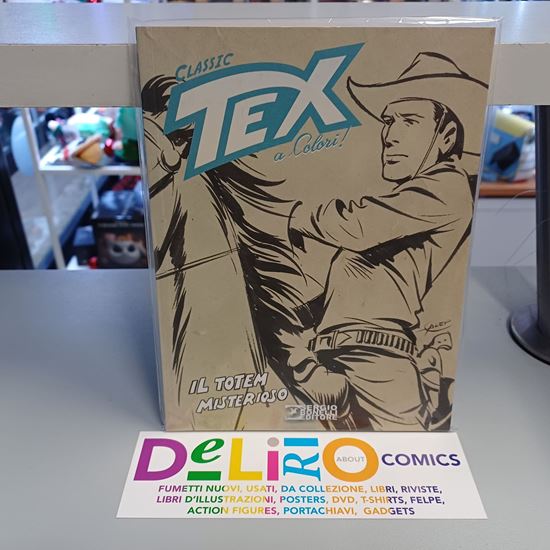 CLASSIC
TEX
a Colori!
GALEP
IL TOTEM
MISTERIOSO
SERGIO
BONELLI
EDITORE
DeLiRiO
ABOUT
COMICS
FUMETTI NUOVI, USATI, DA COLLEZIONE, LIBRI, RIVISTE,
LIBRI D'ILLUSTRAZIONI, POSTERS, DVD, T-SHIRTS, FELPE,
ACTION FIGURES, PORTACHIAVI, GADGETS